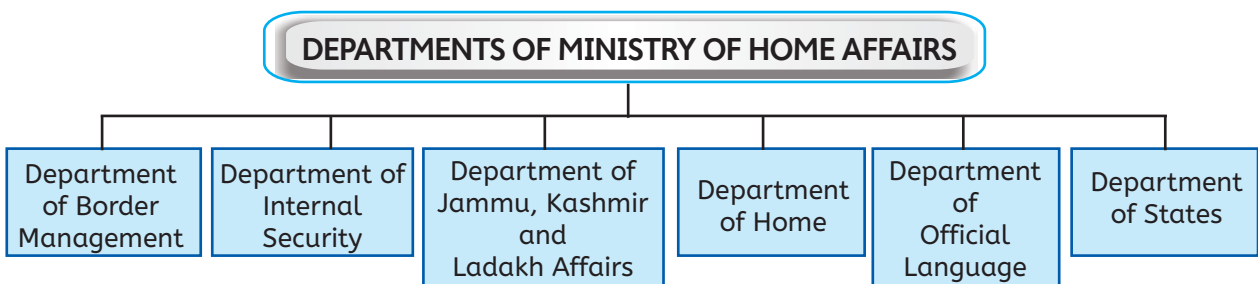 DEPARTMENTS OF MINISTRY OF HOME AFFAIRS
Department
of Border
Management
Department of
Internal
Security
Department of
Jammu, Kashmir
and
Ladakh Affairs
Department
of Home
Department
of
Official
Language
Department
of States